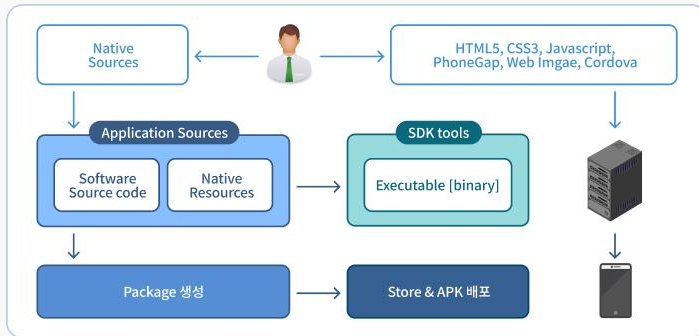 Native
Sources
HTML5, CSS3, Javascript,
PhoneGap, Web Imgae, Cordova
Application Sources
SDK tools
Software
Source code
Native
Resources
Executable [binary]
Package 생성
Store & APK 배포